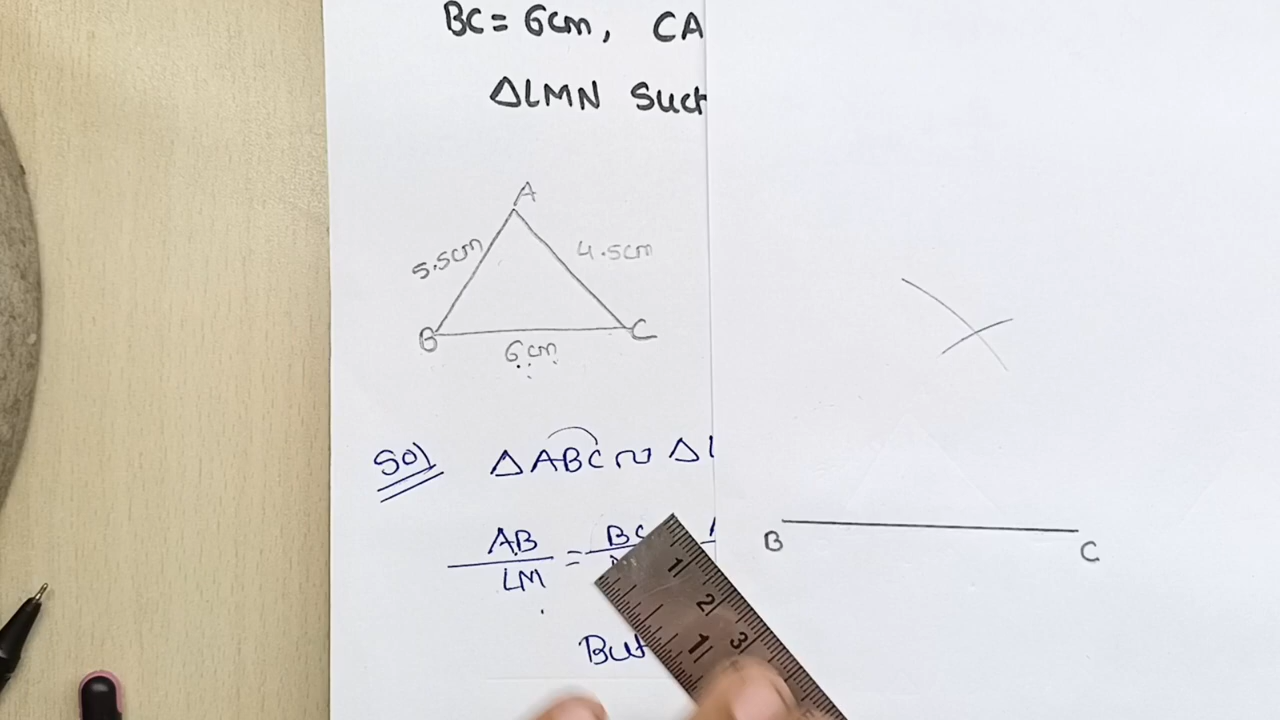 BC = 6cm, CA
ΔLMN Such
A
5.5cm 4.5cm
B C
6cm
Sol ΔABC ~ Δ
AB/LM = BC
But
B C
1 2 3
1